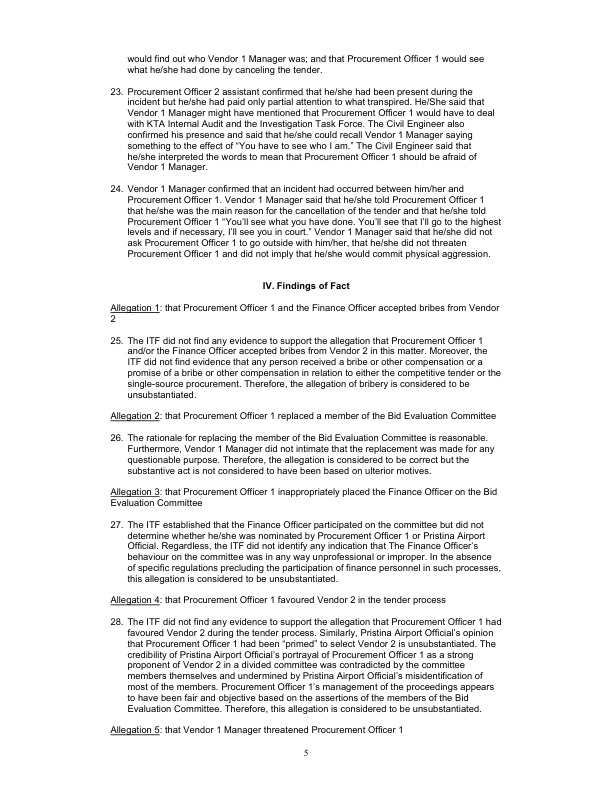 would find out who Vendor 1 Manager was; and that Procurement Officer 1 would see
what he/she had done by canceling the tender.
23. Procurement Officer 2 assistant confirmed that he/she had been present during the
incident but he/she had paid only partial attention to what transpired. He/She said that
Vendor 1 Manager might have mentioned that Procurement Officer 1 would have to deal
with KTA Internal Audit and the Investigation Task Force. The Civil Engineer also
confirmed his presence and said that he/she could recall Vendor 1 Manager saying
something to the effect of “You have to see who I am.” The Civil Engineer said that
he/she interpreted the words to mean that Procurement Officer 1 should be afraid of
Vendor 1 Manager.
24. Vendor 1 Manager confirmed that an incident had occurred between him/her and
Procurement Officer 1. Vendor 1 Manager said that he/she told Procurement Officer 1
that he/she was the main reason for the cancellation of the tender and that he/she told
Procurement Officer 1 “You’ll see what you have done. You’ll see that I’ll go to the highest
levels and if necessary, I’ll see you in court.” Vendor 1 Manager said that he/she did not
ask Procurement Officer 1 to go outside with him/her, that he/she did not threaten
Procurement Officer 1 and did not imply that he/she would commit physical aggression.
IV. Findings of Fact
Allegation 1: that Procurement Officer 1 and the Finance Officer accepted bribes from Vendor
2
25. The ITF did not find any evidence to support the allegation that Procurement Officer 1
and/or the Finance Officer accepted bribes from Vendor 2 in this matter. Moreover, the
ITF did not find evidence that any person received a bribe or other compensation or a
promise of a bribe or other compensation in relation to either the competitive tender or the
single-source procurement. Therefore, the allegation of bribery is considered to be
unsubstantiated.
Allegation 2: that Procurement Officer 1 replaced a member of the Bid Evaluation Committee
26. The rationale for replacing the member of the Bid Evaluation Committee is reasonable.
Furthermore, Vendor 1 Manager did not intimate that the replacement was made for any
questionable purpose. Therefore, the allegation is considered to be correct but the
substantive act is not considered to have been based on ulterior motives.
Allegation 3: that Procurement Officer 1 inappropriately placed the Finance Officer on the Bid
Evaluation Committee
27. The ITF established that the Finance Officer participated on the committee but did not
determine whether he/she was nominated by Procurement Officer 1 or Pristina Airport
Official. Regardless, the ITF did not identify any indication that The Finance Officer’s
behaviour on the committee was in any way unprofessional or improper. In the absence
of specific regulations precluding the participation of finance personnel in such processes,
this allegation is considered to be unsubstantiated.
Allegation 4: that Procurement Officer 1 favoured Vendor 2 in the tender process
28. The ITF did not find any evidence to support the allegation that Procurement Officer 1 had
favoured Vendor 2 during the tender process. Similarly, Pristina Airport Official’s opinion
that Procurement Officer 1 had been “primed” to select Vendor 2 is unsubstantiated. The
credibility of Pristina Airport Official’s portrayal of Procurement Officer 1 as a strong
proponent of Vendor 2 in a divided committee was contradicted by the committee
members themselves and undermined by Pristina Airport Official’s misidentification of
most of the members. Procurement Officer 1’s management of the proceedings appears
to have been fair and objective based on the assertions of the members of the Bid
Evaluation Committee. Therefore, this allegation is considered to be unsubstantiated.
Allegation 5: that Vendor 1 Manager threatened Procurement Officer 1
5